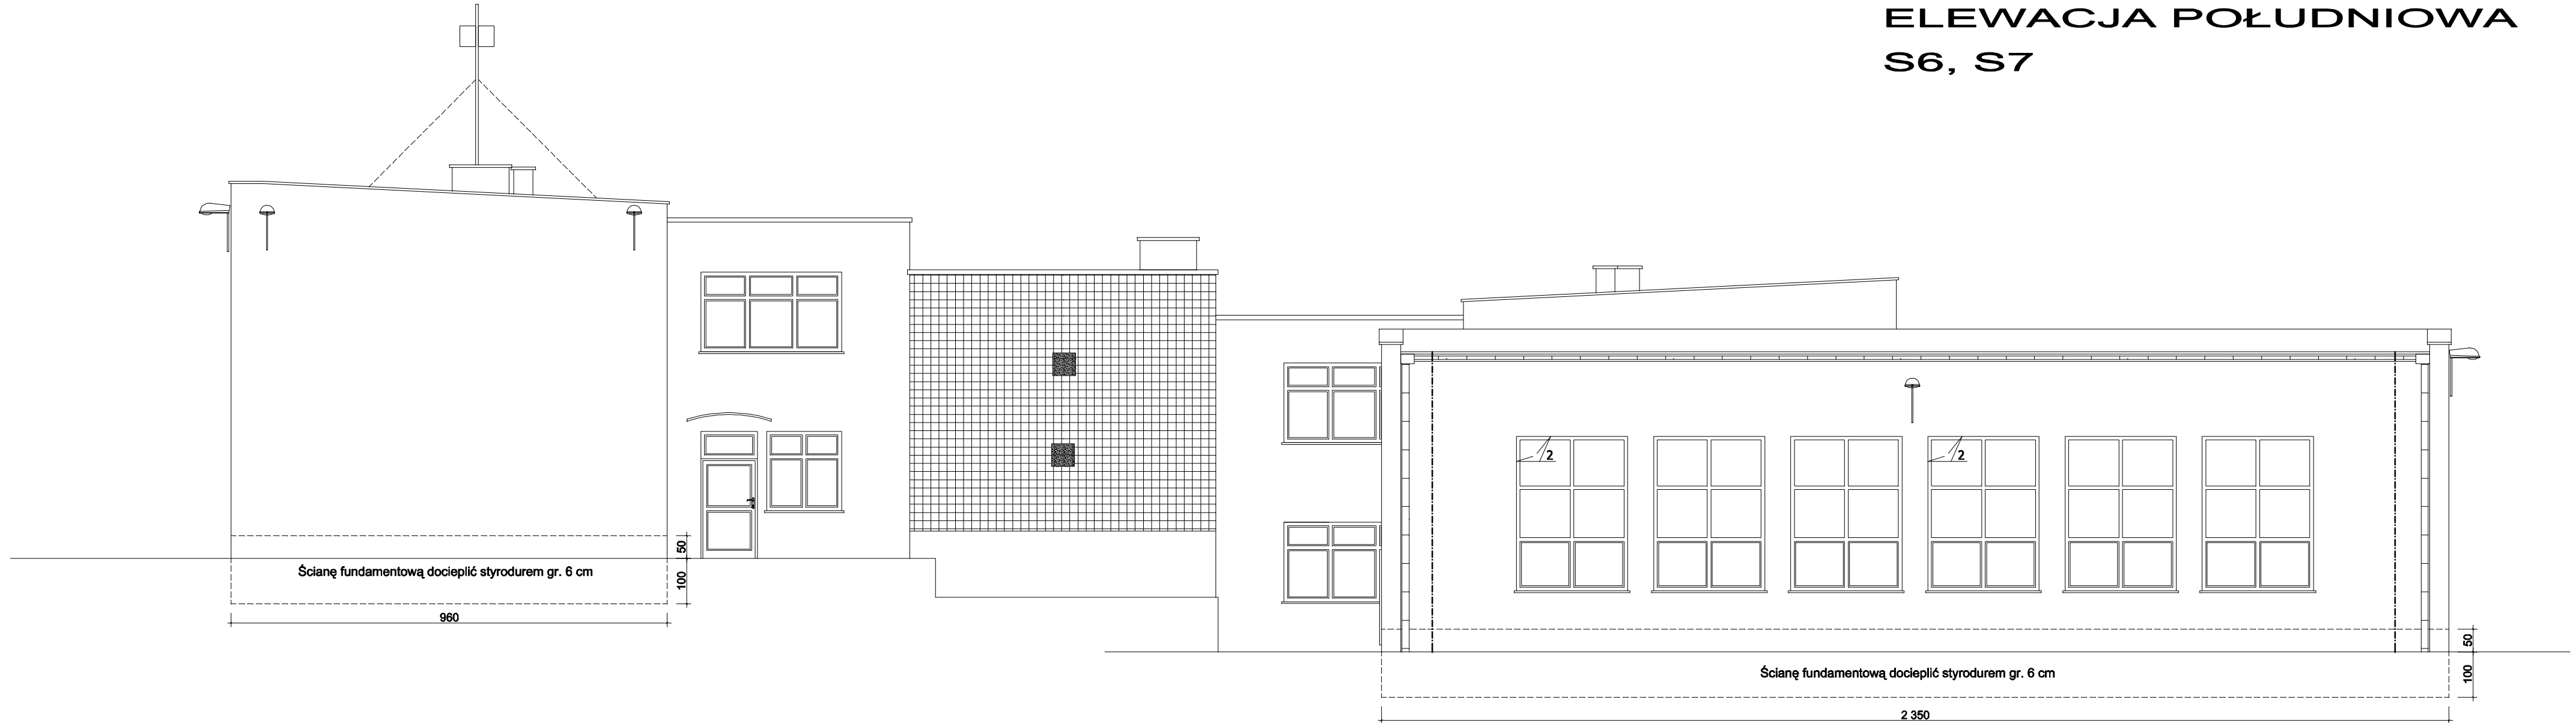 ELEWACJA POŁUDNIOWA
S6, S7
2
2
50
100
Ścianę fundamentową docieplić styrodurem gr. 6 cm
960
50
100
Ścianę fundamentową docieplić styrodurem gr. 6 cm
2 350